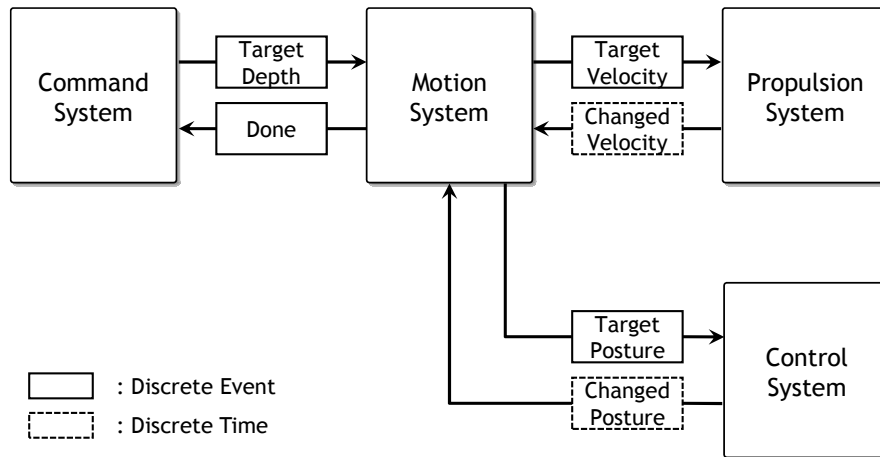 Command
System
Target
Depth
Done
Motion
System
Target
Velocity
Changed
Velocity
Propulsion
System
Target
Posture
Changed
Posture
Control
System
: Discrete Event
: Discrete Time